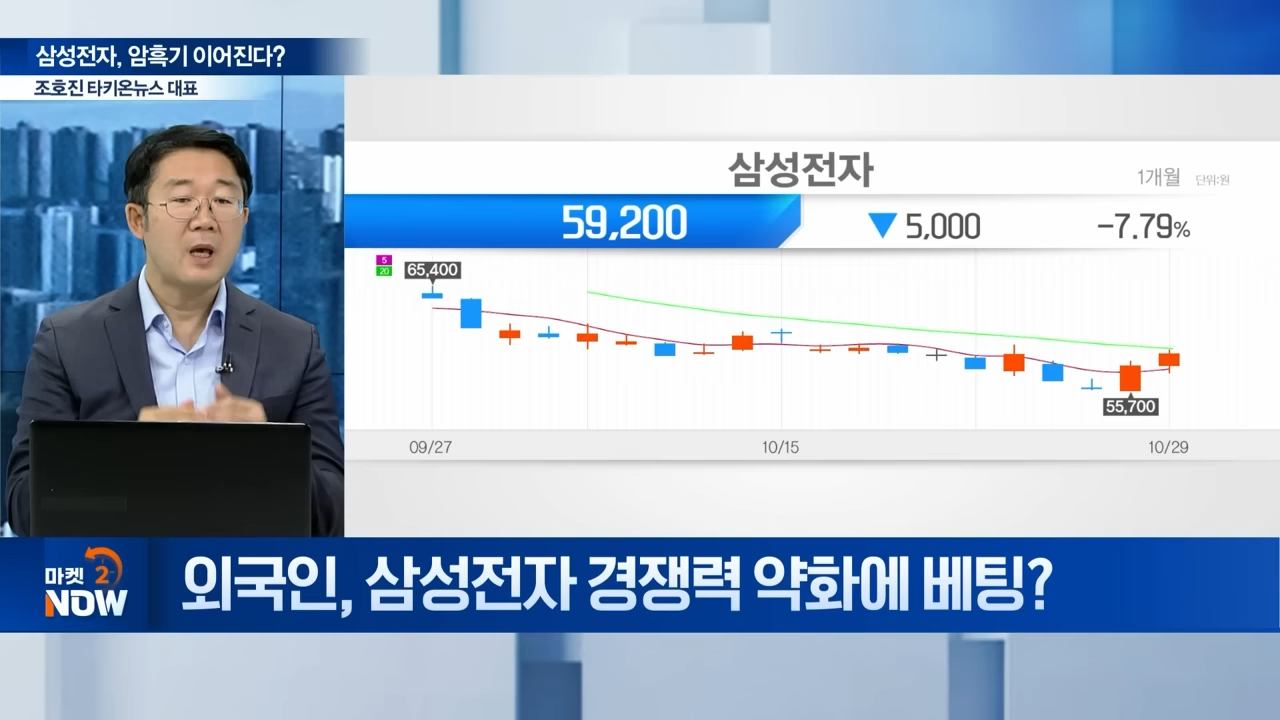 삼성전자, 암흑기 이어진다?
조호진 타키온뉴스 대표
삼성전자
1개월 단위:원
59,200 ▼ 5,000 -7.79%
5
20
65,400
55,700
09/27 10/15 10/29
마켓 2
NOW
외국인, 삼성전자 경쟁력 약화에 베팅?